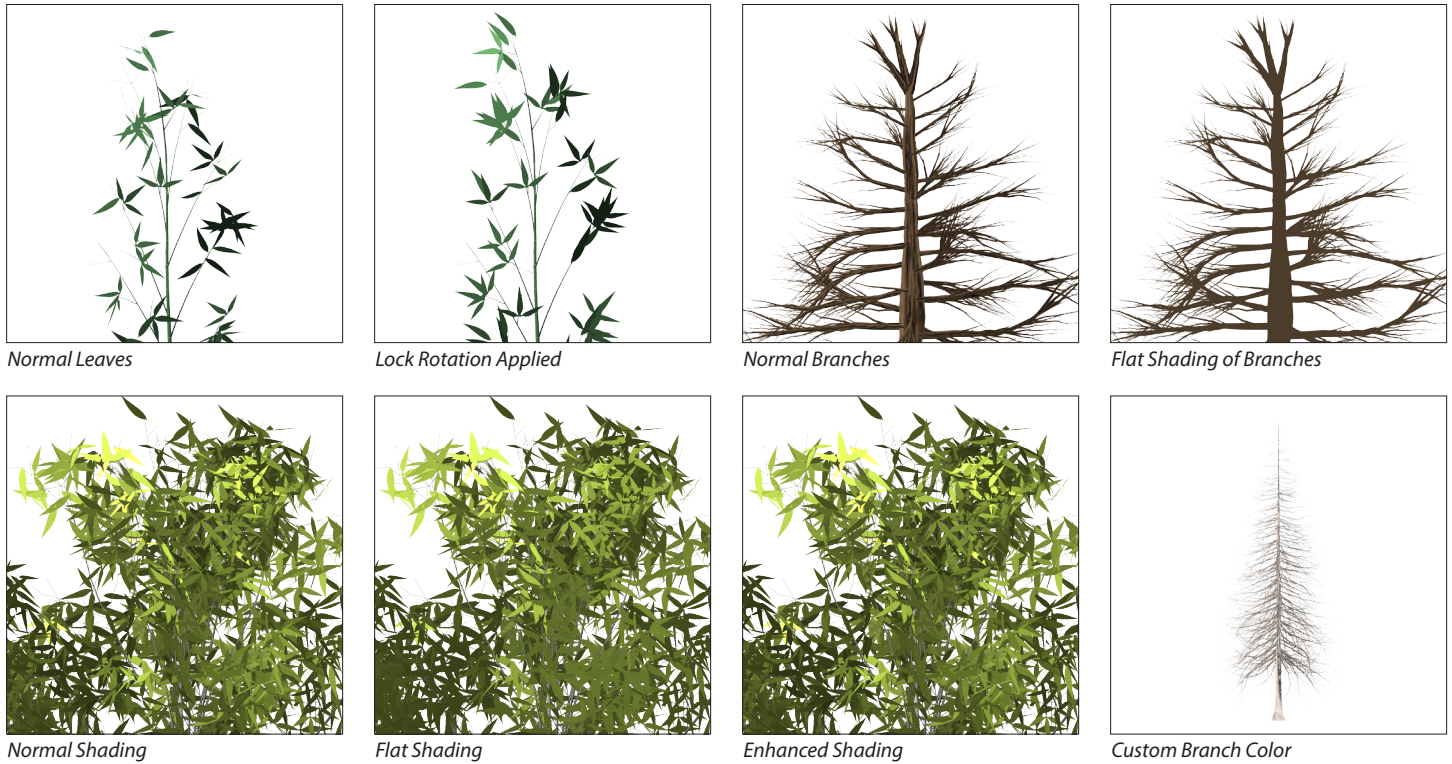 Normal Leaves
Lock Rotation Applied
Normal Branches
Flat Shading of Branches
Normal Shading
Flat Shading
Enhanced Shading
Custom Branch Color